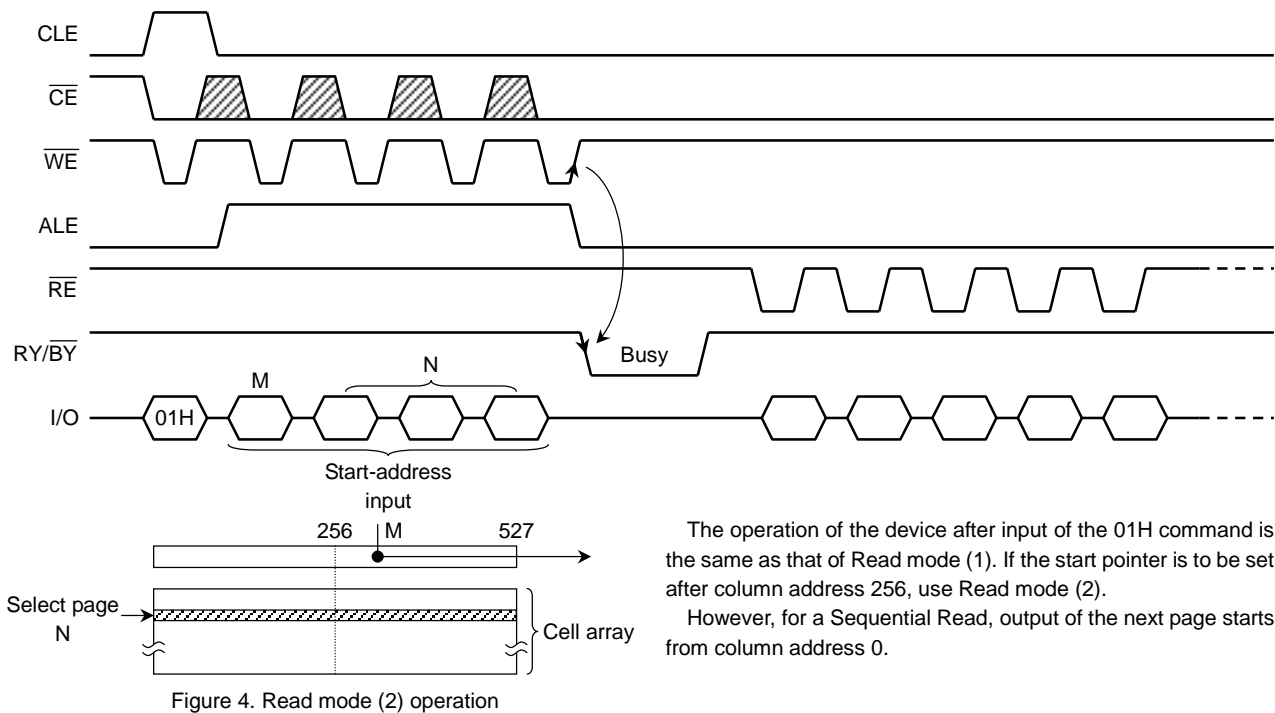 CLE
CE
WE
ALE
RE
RY/BY
Busy
M
N
I/O
01H
Start-address
input
256
M
527
Select page
N
Cell array
Figure 4. Read mode (2) operation
The operation of the device after input of the 01H command is
the same as that of Read mode (1). If the start pointer is to be set
after column address 256, use Read mode (2).
However, for a Sequential Read, output of the next page starts
from column address 0.